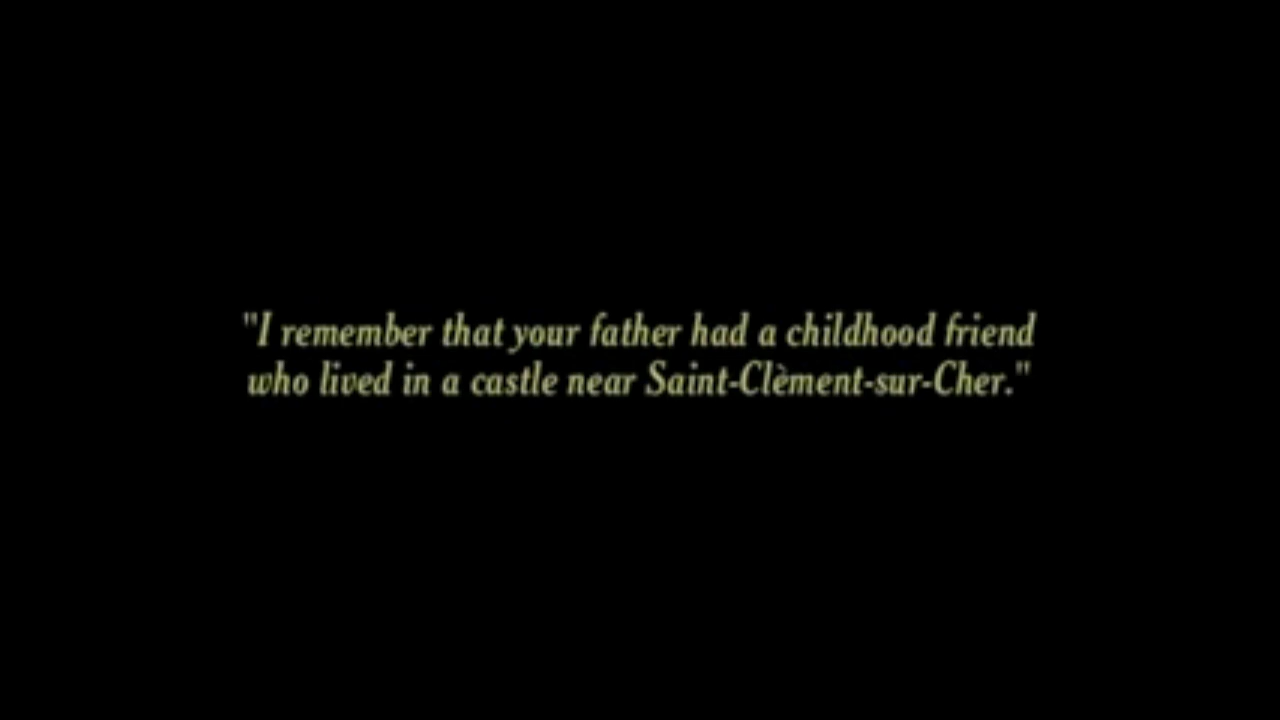 "I remember that your father had a childhood friend
who lived in a castle near Saint-Clèment-sur-Cher."